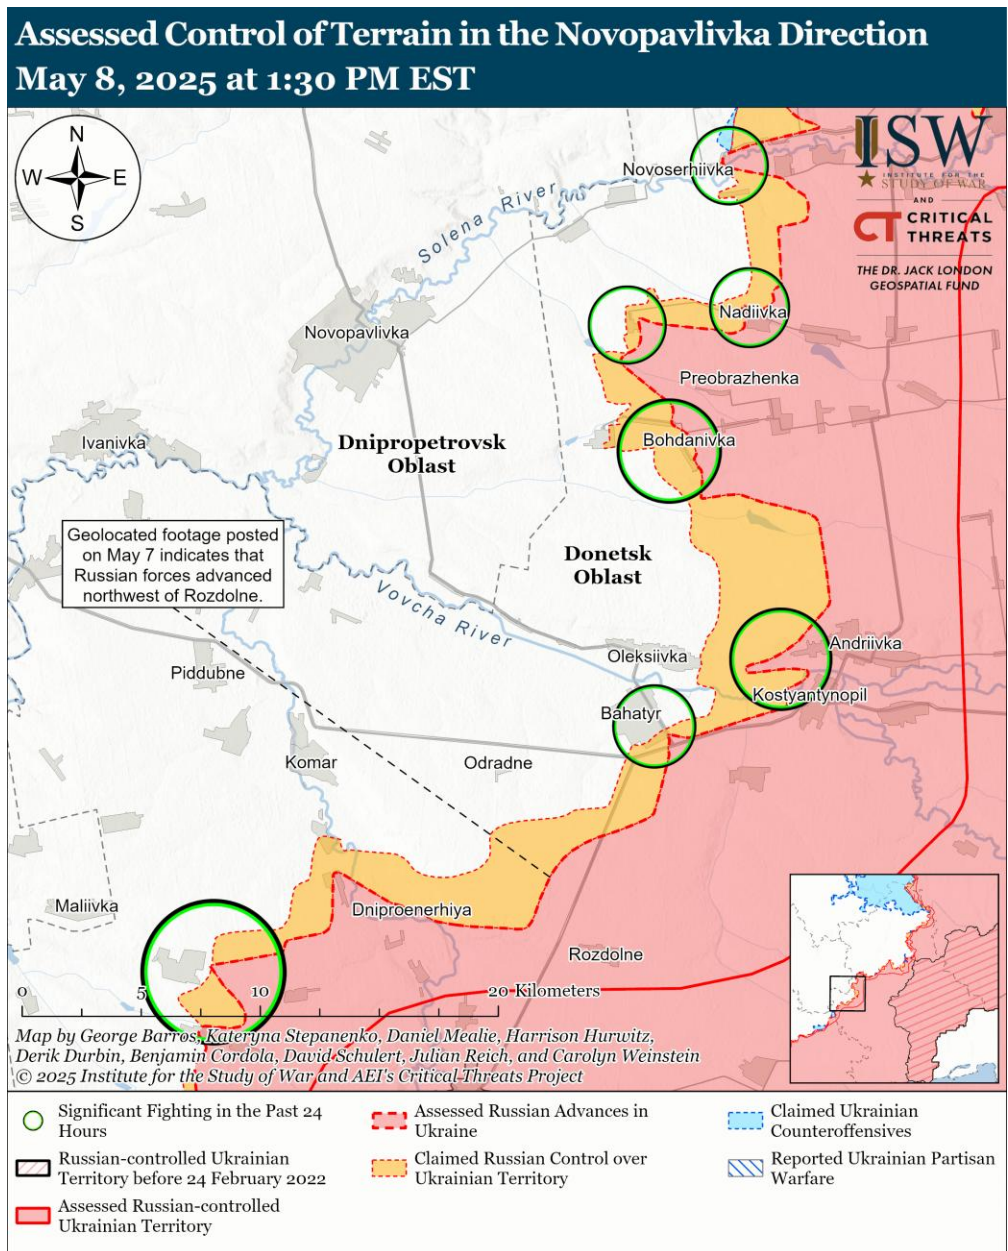 Assessed Control of Terrain in the Novopavlivka Direction
May 8, 2025 at 1:30 PM EST
N
W E
S
ISW
INSTITUTE FOR THE
STUDY OF WAR
AND
CT CRITICAL
THREATS
THE DR. JACK LONDON
GEOSPATIAL FUND
Novoserhiivka
Solena River
Nadiivka
Novopavlivka
Preobrazhenka
Ivanivka
Dnipropetrovsk
Oblast
Bohdanivka
Geolocated footage posted
on May 7 indicates that
Russian forces advanced
northwest of Rozdolne.
Donetsk
Oblast
Vovcha River
Andriivka
Oleksiivka
Piddubne
Kostyantynopil
Bahatyr
Komar
Odradne
Maliivka
Dniproenerhiya
Rozdolne
0 5 10 20 Kilometers
Map by George Barros, Kateryna Stepanenko, Daniel Mealie, Harrison Hurwitz,
Derik Durbin, Benjamin Cordola, David Schulert, Julian Reich, and Carolyn Weinstein
© 2025 Institute for the Study of War and AEI's Critical Threats Project
Significant Fighting in the Past 24
Hours
Russian-controlled Ukrainian
Territory before 24 February 2022
Assessed Russian-controlled
Ukrainian Territory
Assessed Russian Advances in
Ukraine
Claimed Russian Control over
Ukrainian Territory
Claimed Ukrainian
Counteroffensives
Reported Ukrainian Partisan
Warfare